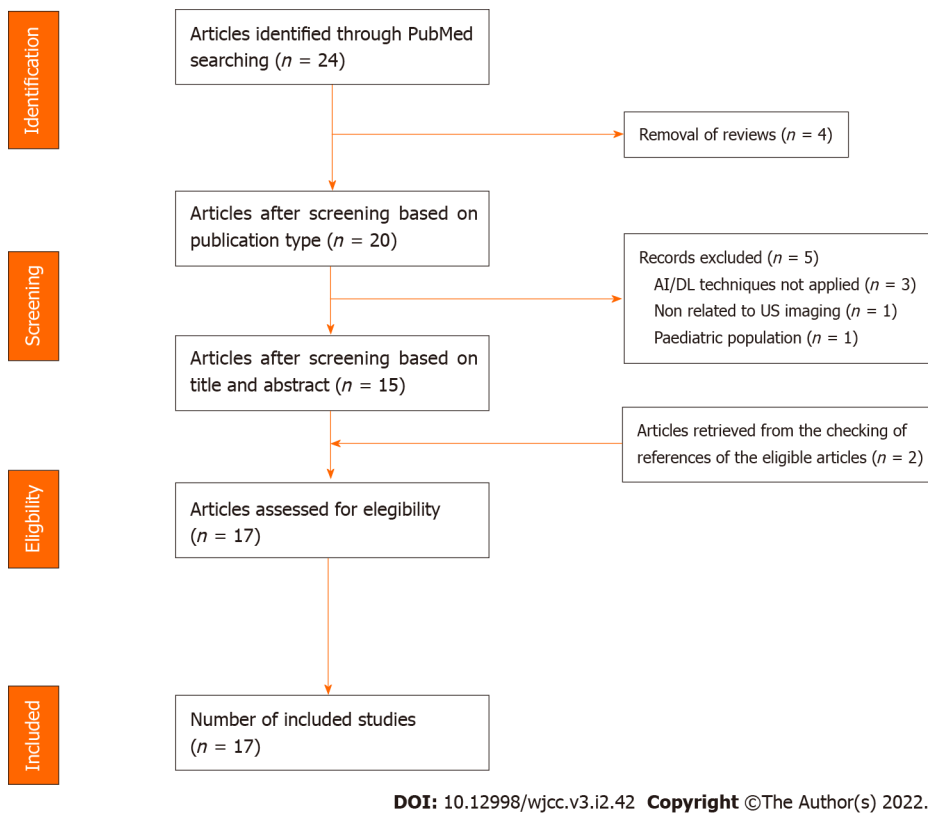 Identification
Articles identified through PubMed
searching (n = 24)
Removal of reviews (n = 4)
Articles after screening based on
publication type (n = 20)
Screening
Records excluded (n = 5)
AI/DL techniques not applied (n = 3)
Non related to US imaging (n = 1)
Paediatric population (n = 1)
Articles after screening based on
title and abstract (n = 15)
Articles retrieved from the checking of
references of the eligible articles (n = 2)
Eligbility
Articles assessed for elegibility
(n = 17)
Included
Number of included studies
(n = 17)
DOI: 10.12998/wjcc.v3.i2.42 Copyright ©The Author(s) 2022.